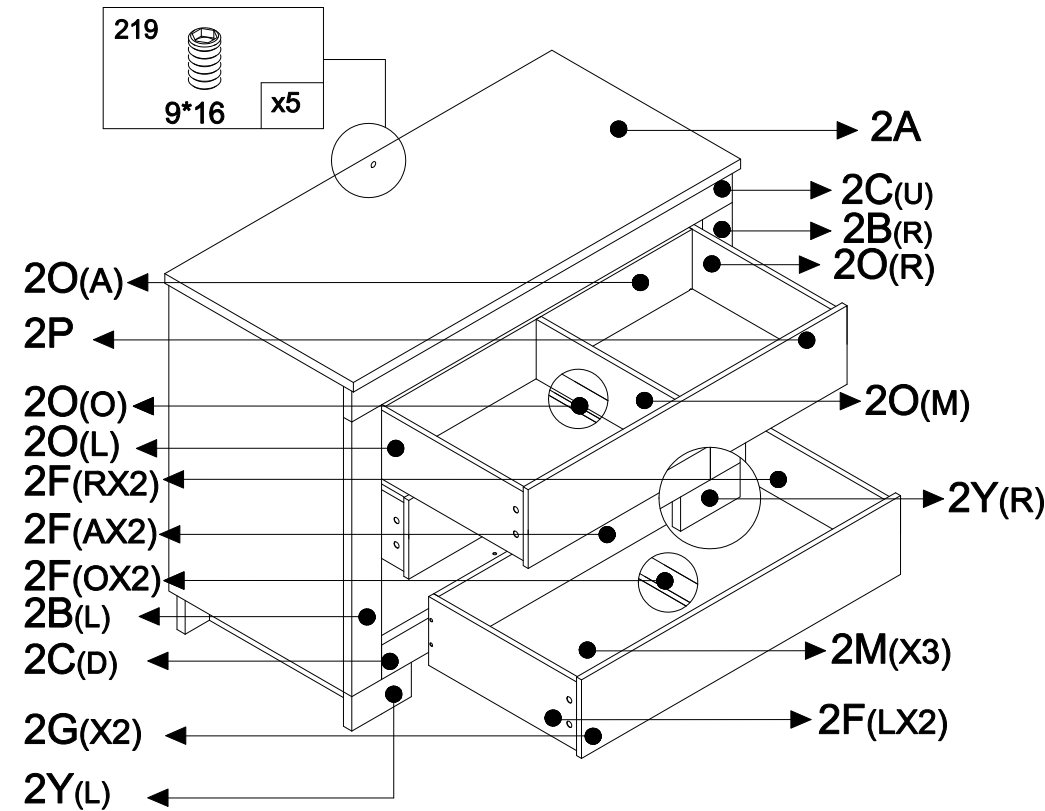 219
9*16
x5
2A
2C(U)
2B(R)
2O(R)
2O(A)
2P
2O(O)
2O(M)
2O(L)
2F(RX2)
2Y(R)
2F(AX2)
2F(OX2)
2B(L)
2C(D)
2M(X3)
2G(X2)
2F(LX2)
2Y(L)